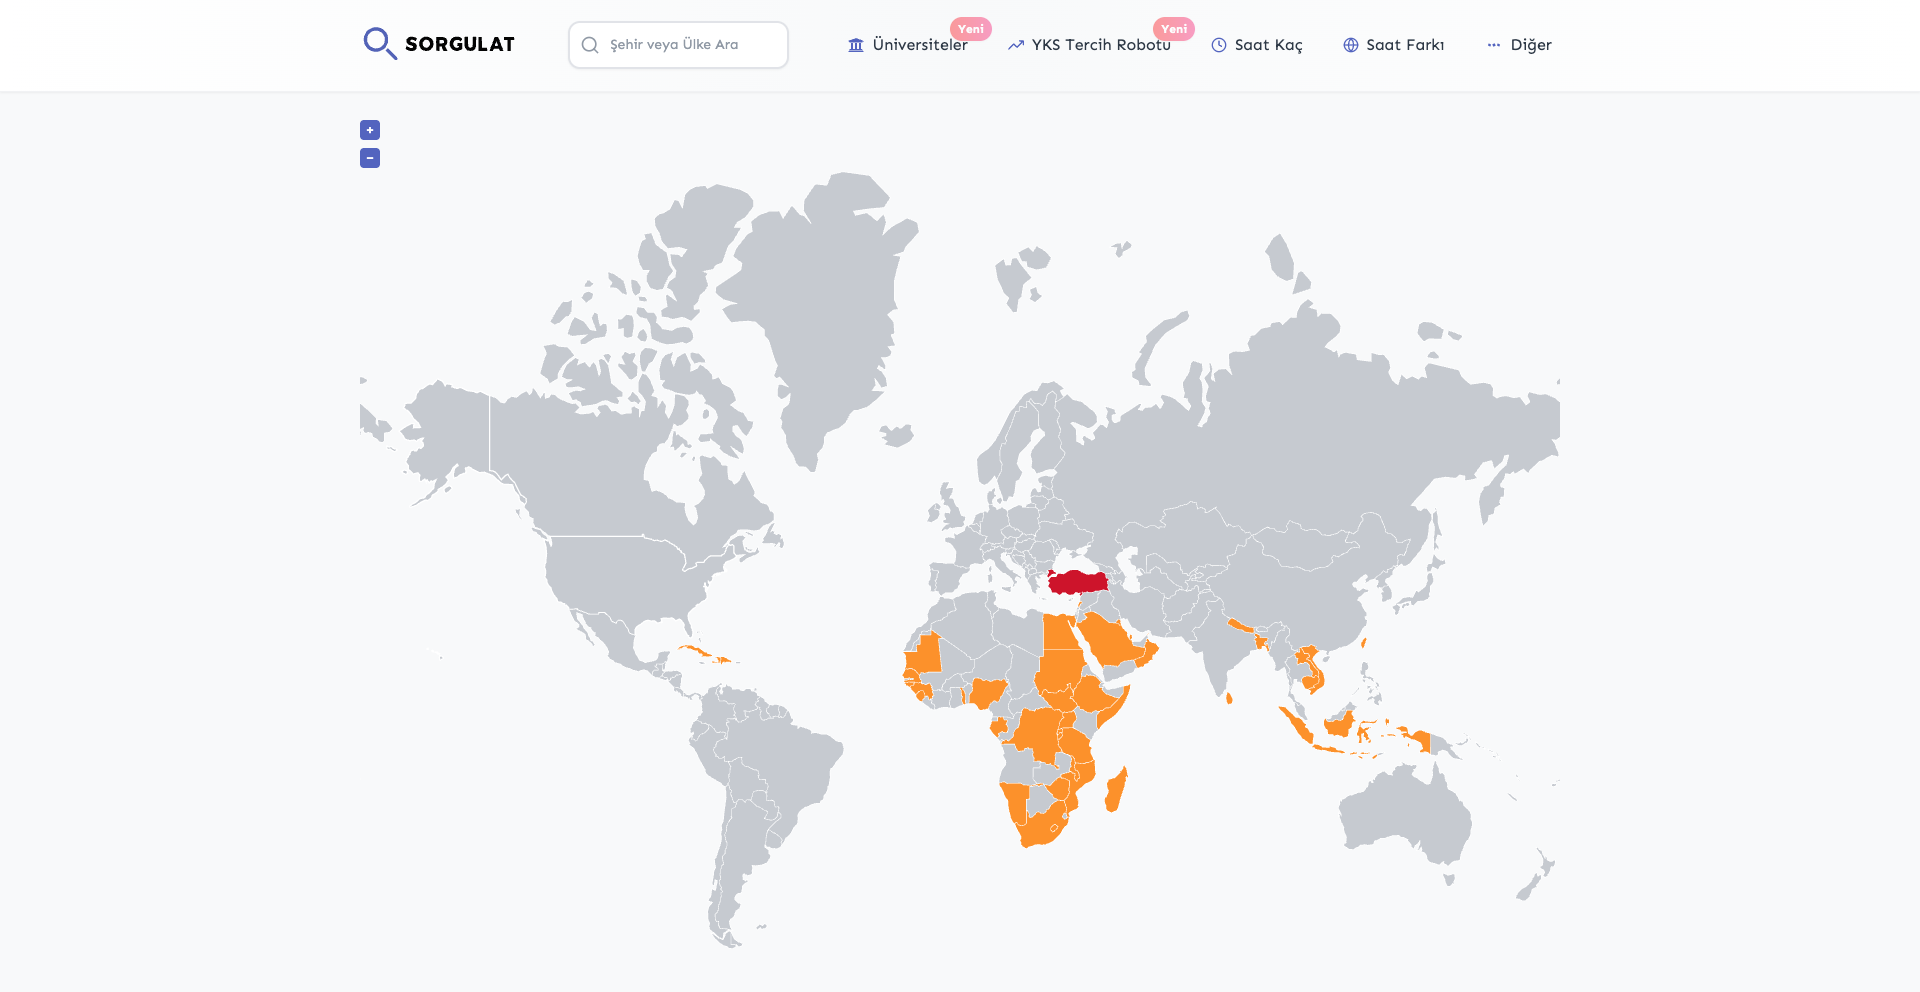 SORGULAT
Şehir veya Ülke Ara
Üniversiteler
Yeni
YKS Tercih Robotu
Yeni
Saat Kaç
Saat Farkı
Diğer
+
−